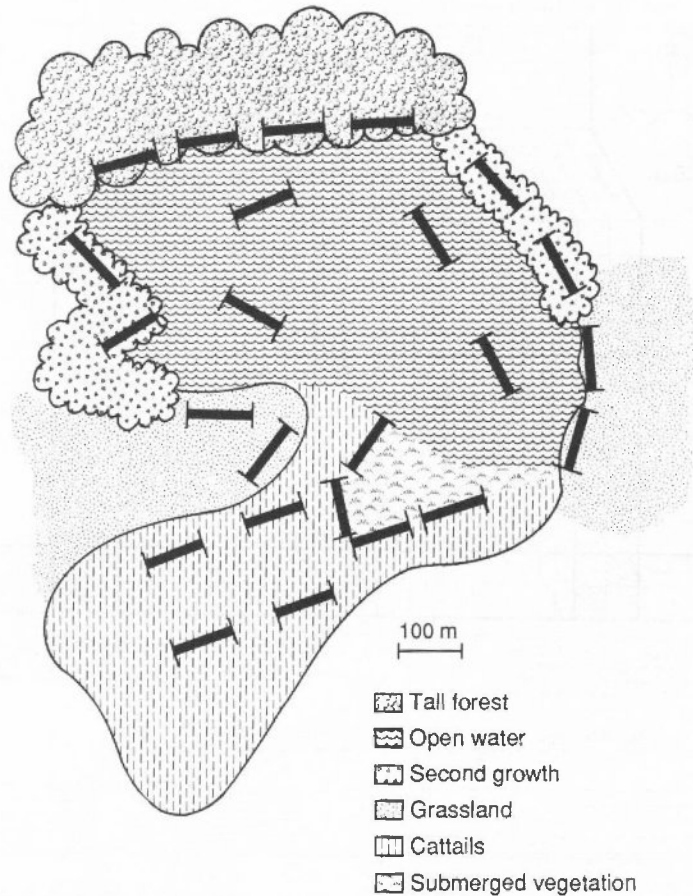 100 m
Tall forest
Open water
Second growth
Grassland
Cattails
Submerged vegetation